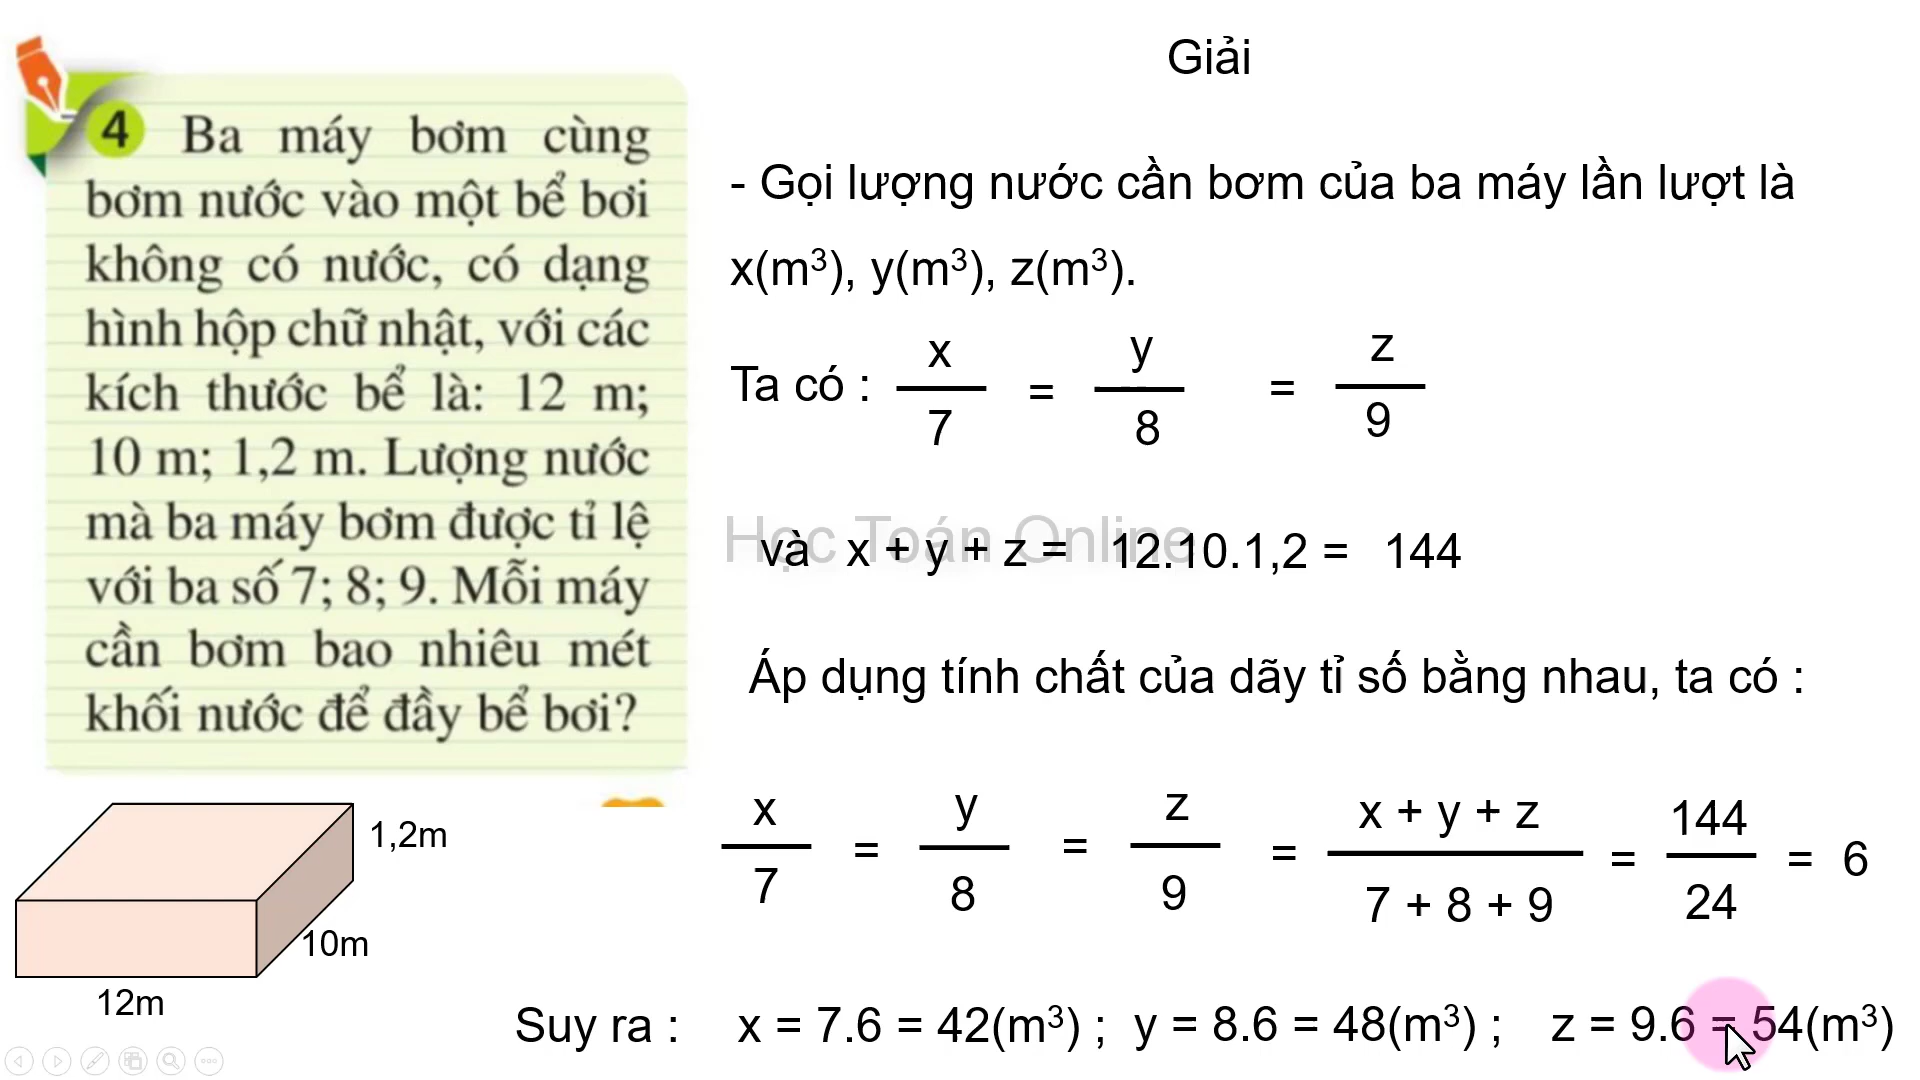 Giải
4 Ba máy bơm cùng
bơm nước vào một bể bơi
không có nước, có dạng
hình hộp chữ nhật, với các
kích thước bể là: 12 m;
10 m; 1,2 m. Lượng nước
mà ba máy bơm được tỉ lệ
với ba số 7; 8; 9. Mỗi máy
cần bơm bao nhiêu mét
khối nước để đầy bể bơi?
1,2m
10m
12m
- Gọi lượng nước cần bơm của ba máy lần lượt là
x(m³), y(m³), z(m³).
Ta có : x/7 = y/8 = z/9
Học Toán Online
và x + y + z = 12.10.1,2 = 144
Áp dụng tính chất của dãy tỉ số bằng nhau, ta có :
x/7 = y/8 = z/9 = (x + y + z)/(7 + 8 + 9) = 144/24 = 6
Suy ra : x = 7.6 = 42(m³) ; y = 8.6 = 48(m³) ; z = 9.6 = 54(m³)